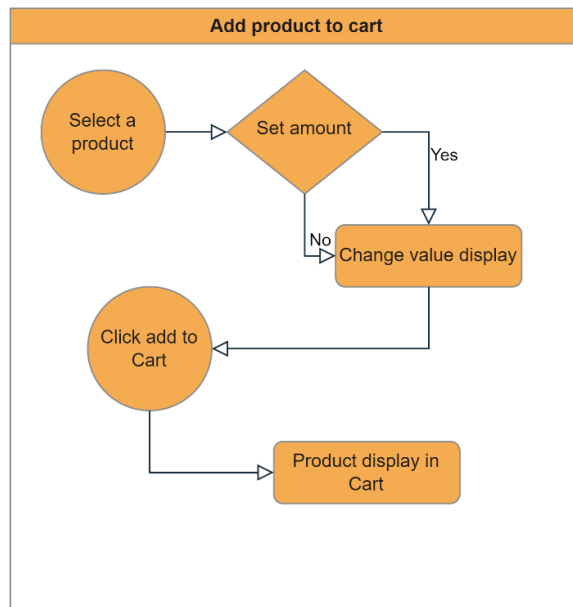 Add product to cart
Select a
product
Set amount
Yes
No
Change value display
Click add to
Cart
Product display in
Cart